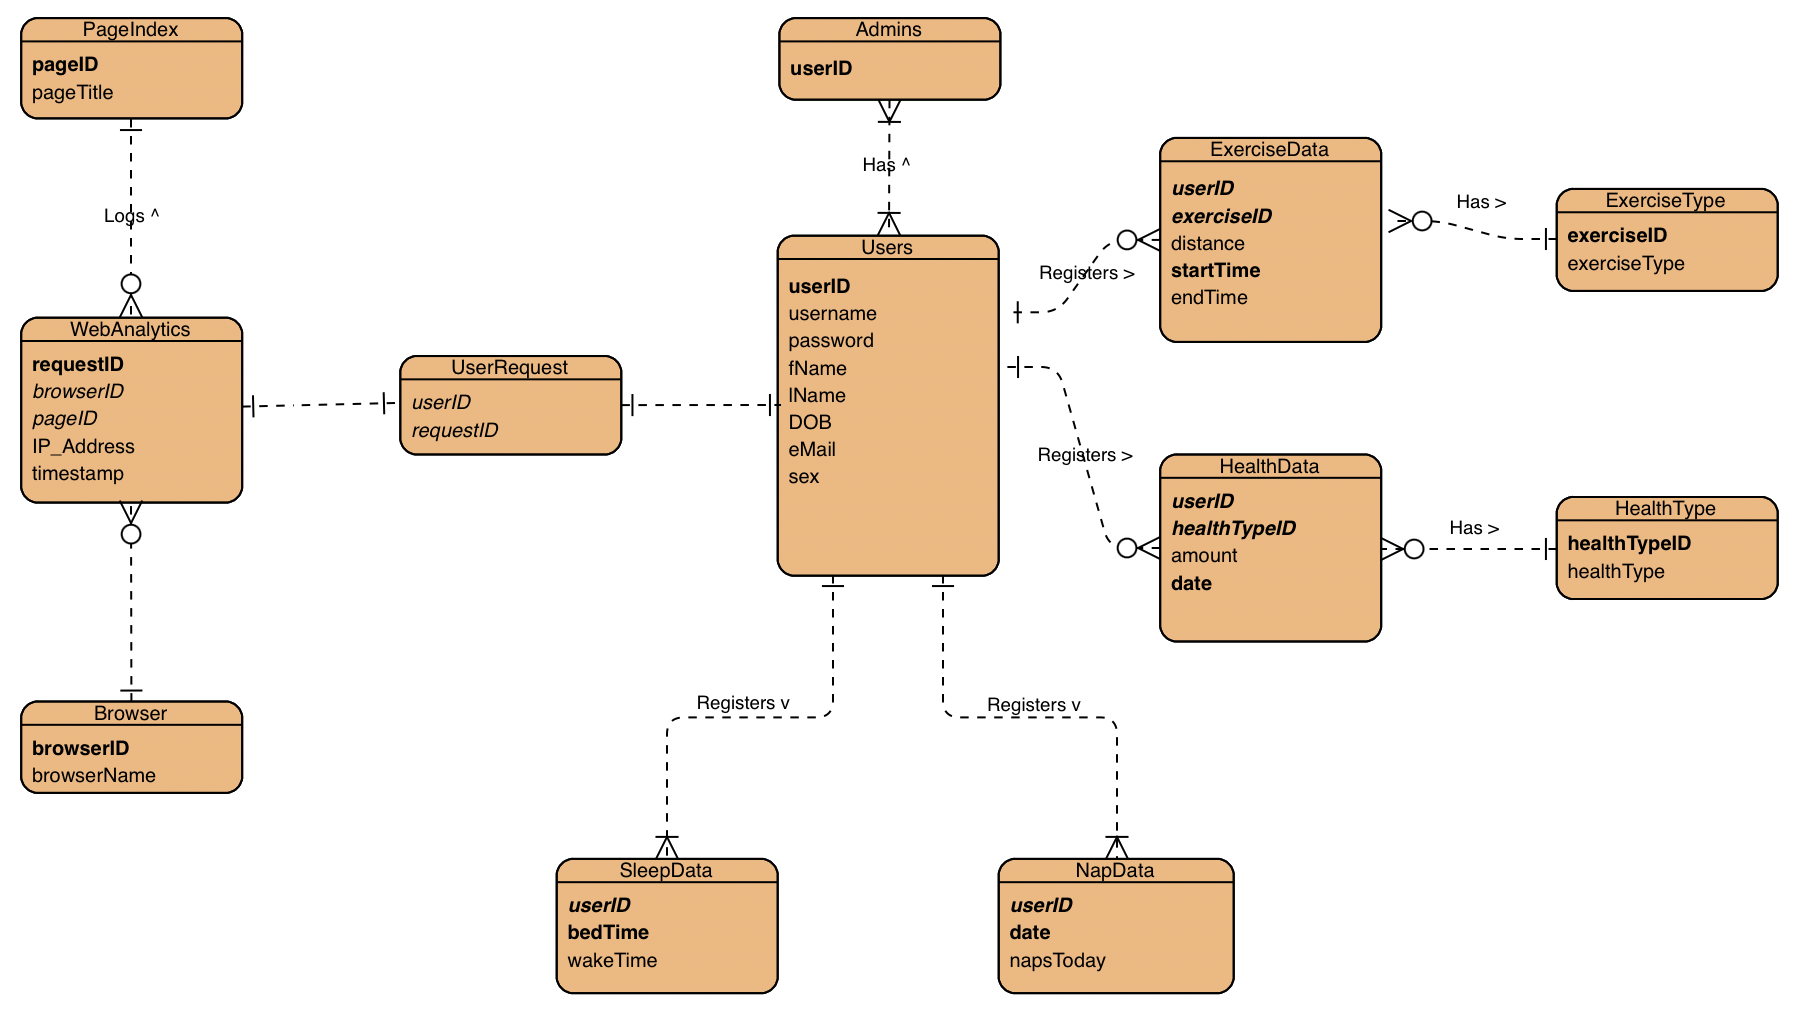 PageIndex
pageID
pageTitle
Logs ^
WebAnalytics
requestID
browserID
pageID
IP_Address
timestamp
Browser
browserID
browserName
UserRequest
userID
requestID
Admins
userID
Has ^
Users
userID
username
password
fName
lName
DOB
eMail
sex
Registers >
ExerciseData
userID
exerciseID
distance
startTime
endTime
Has >
ExerciseType
exerciseID
exerciseType
Registers >
HealthData
userID
healthTypeID
amount
date
Has >
HealthType
healthTypeID
healthType
Registers v
Registers v
SleepData
userID
bedTime
wakeTime
NapData
userID
date
napsToday